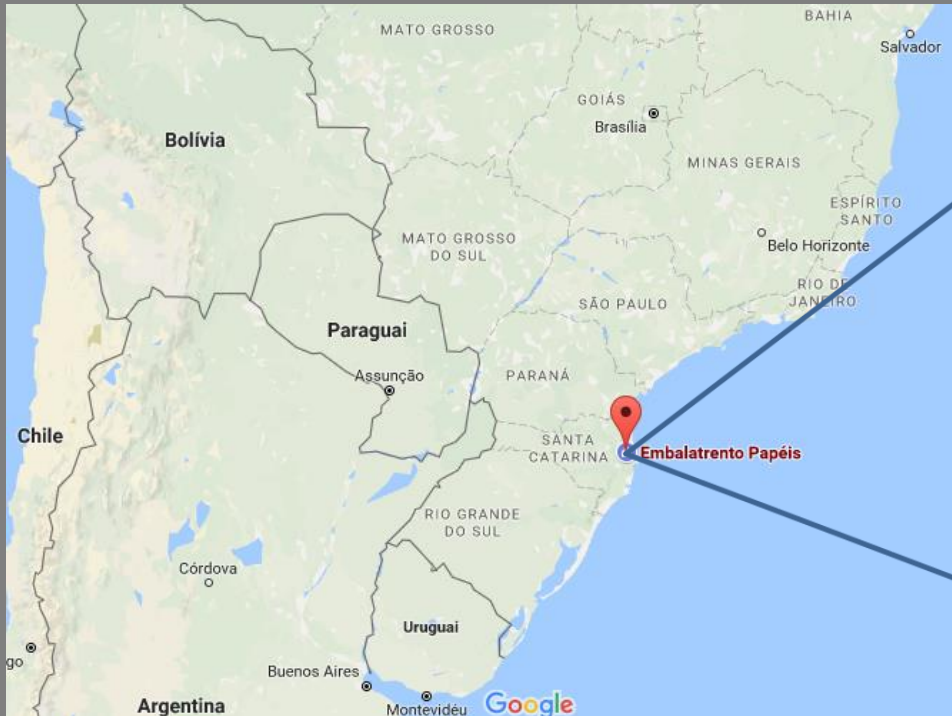 MATO GROSSO
BAHIA
Salvador
GOIÁS
Brasília
Bolívia
MINAS GERAIS
ESPÍRITO
SANTO
MATO GROSSO
DO SUL
Belo Horizonte
RIO DE
JANEIRO
SÃO PAULO
Paraguai
Assunção
PARANÁ
Chile
SANTA
CATARINA
Embalatrento Papéis
RIO GRANDE
DO SUL
Córdova
Uruguai
go
Buenos Aires
Argentina
Montevidéu
Google